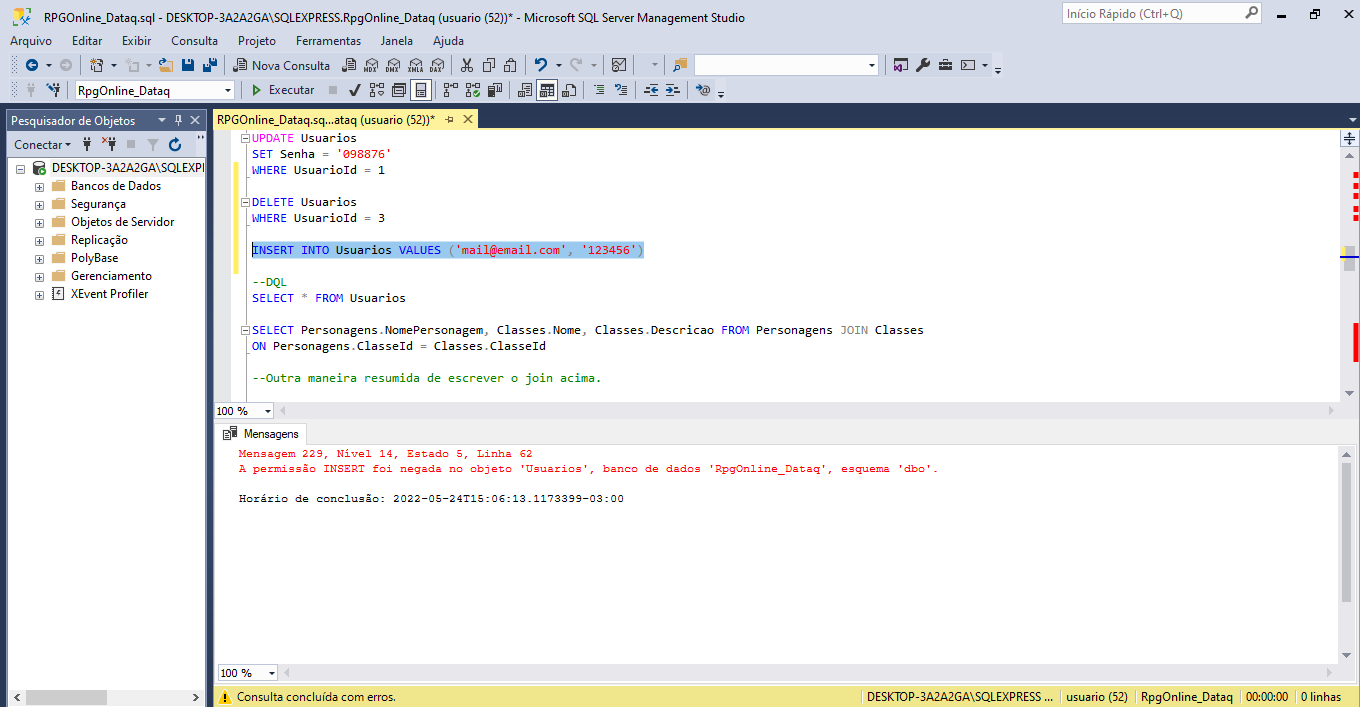 RPGOnline_Dataq.sql - DESKTOP-3A2A2GA\SQLEXPRESS.RpgOnline_Dataq (usuario (52))* - Microsoft SQL Server Management Studio
Início Rápido (Ctrl+Q)
Arquivo Editar Exibir Consulta Projeto Ferramentas Janela Ajuda
Nova Consulta MDX DMX XMLA DAX
RpgOnline_Dataq Executar
Pesquisador de Objetos
RPGOnline_Dataq.sq...ataq (usuario (52))*
Conectar
DESKTOP-3A2A2GA\SQLEXPI
Bancos de Dados
Segurança
Objetos de Servidor
Replicação
PolyBase
Gerenciamento
XEvent Profiler
UPDATE Usuarios
SET Senha = '098876'
WHERE UsuarioId = 1
DELETE Usuarios
WHERE UsuarioId = 3
INSERT INTO Usuarios VALUES ('mail@email.com', '123456')
--DQL
SELECT * FROM Usuarios
SELECT Personagens.NomePersonagem, Classes.Nome, Classes.Descricao FROM Personagens JOIN Classes
ON Personagens.ClasseId = Classes.ClasseId
--Outra maneira resumida de escrever o join acima.
100 %
Mensagens
Mensagem 229, Nível 14, Estado 5, Linha 62
A permissão INSERT foi negada no objeto 'Usuarios', banco de dados 'RpgOnline_Dataq', esquema 'dbo'.
Horário de conclusão: 2022-05-24T15:06:13.1173399-03:00
100 %
Consulta concluída com erros.
DESKTOP-3A2A2GA\SQLEXPRESS ... usuario (52) RpgOnline_Dataq 00:00:00 0 linhas